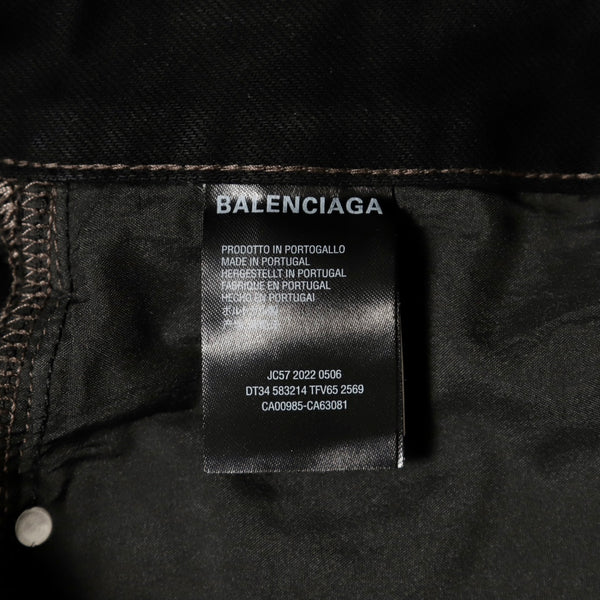 BALENCIAGA
PRODOTTO IN PORTOGALLO
MADE IN PORTUGAL
HERGESTELLT IN PORTUGAL
FABRIQUE EN PORTUGAL
HECHO EN PORTUGAL
JC57 2022 0506
DT34 583214 TFV65 2569
CA00985-CA63081